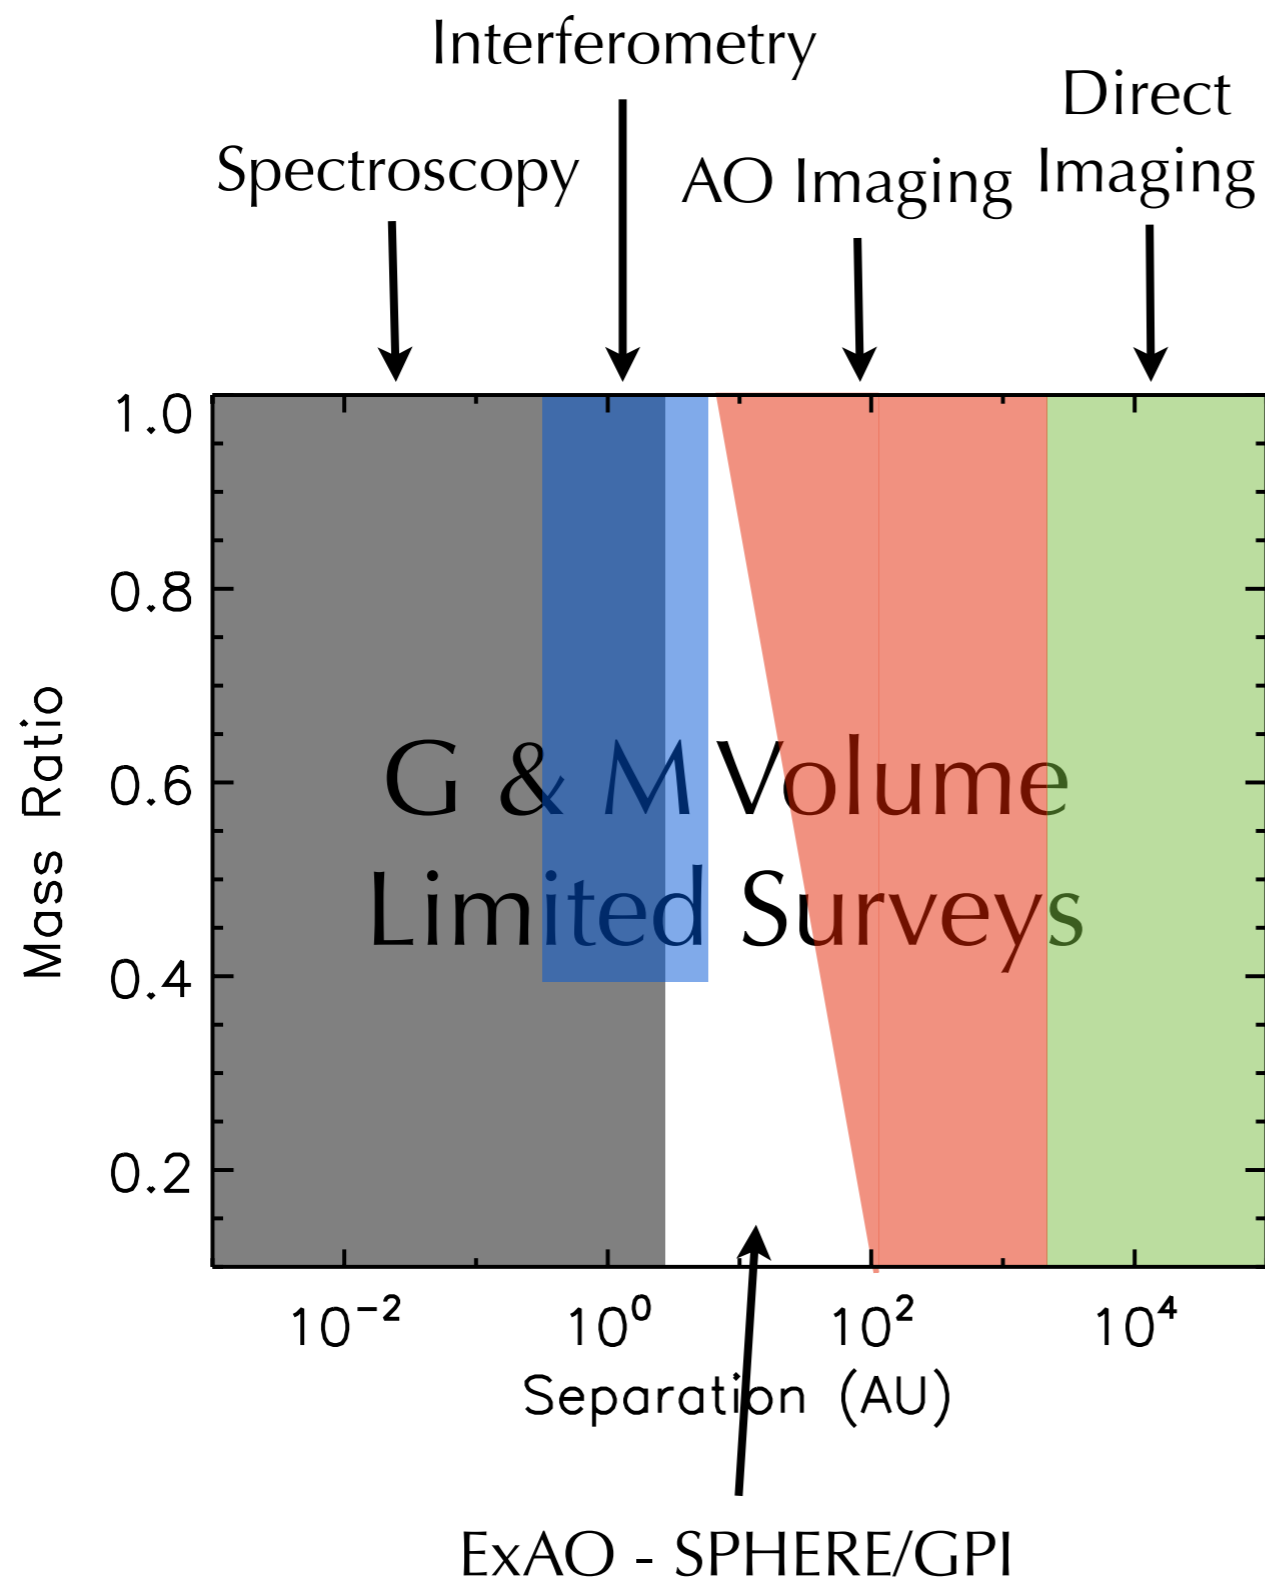 Interferometry
Direct
Imaging
Spectroscopy
AO Imaging
1.0
0.8
0.6
0.4
0.2
Mass Ratio
G & M Volume
Limited Surveys
10⁻² 10⁰ 10² 10⁴
Separation (AU)
ExAO - SPHERE/GPI